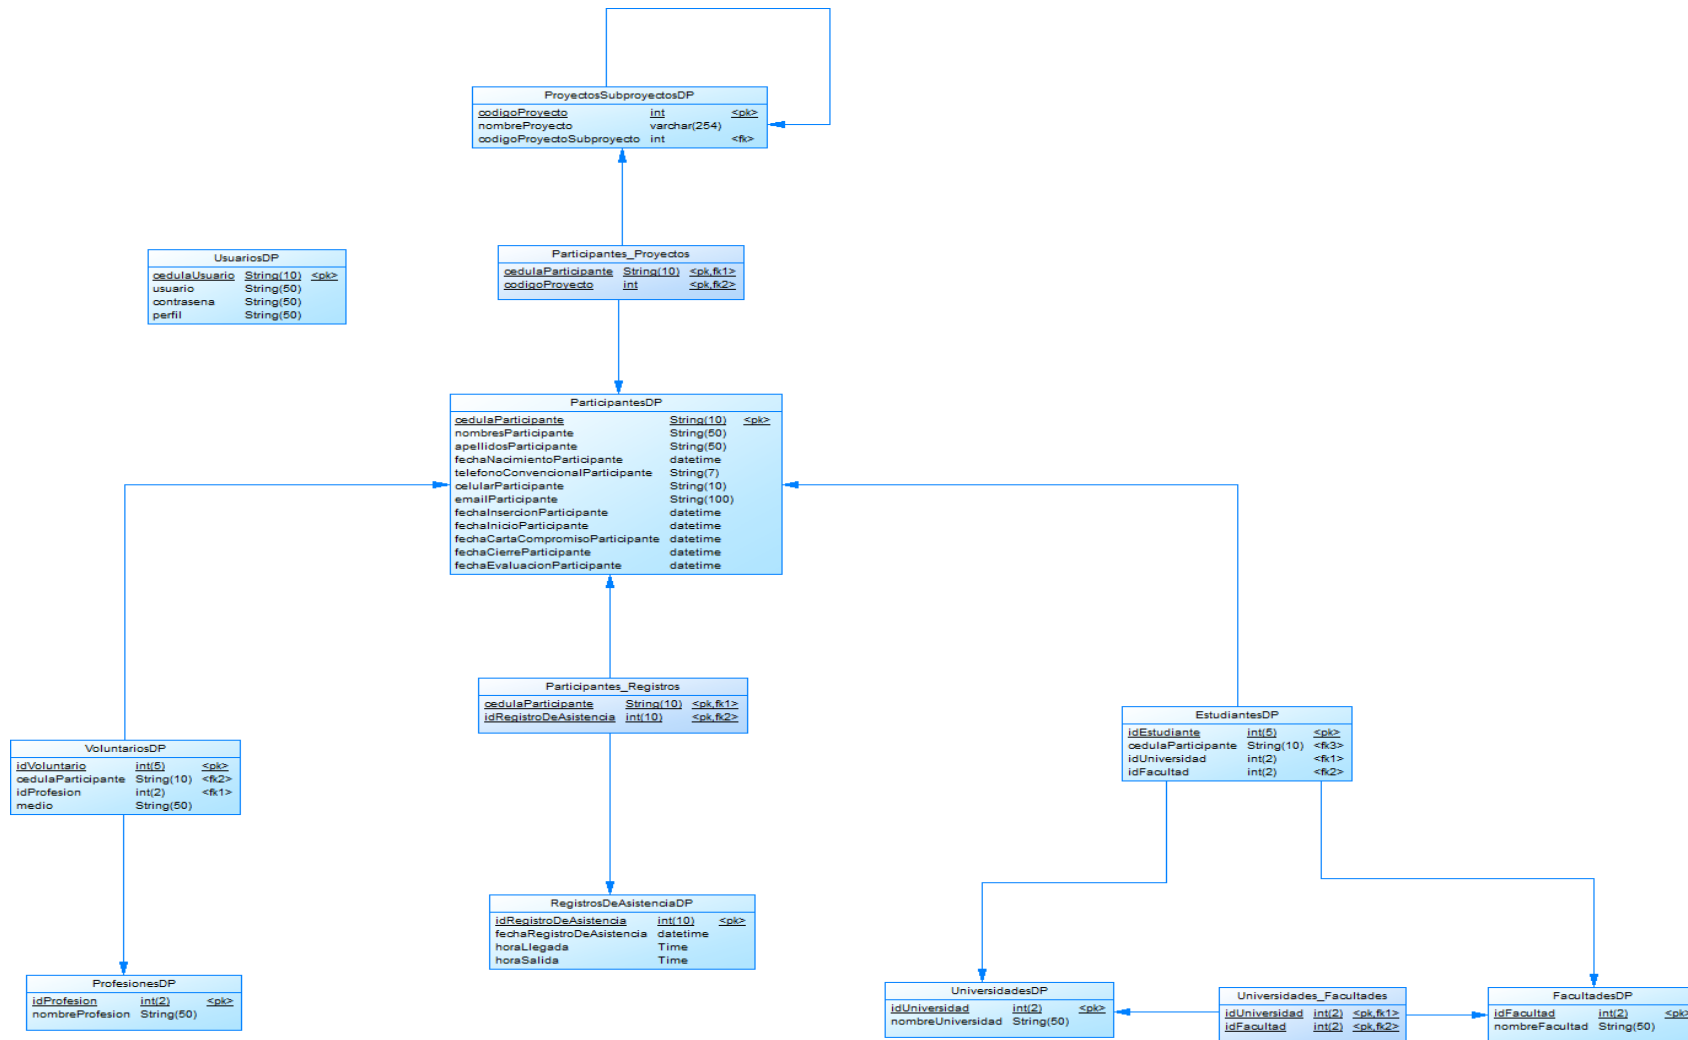 ProyectosSubproyectosDP
codigoProyecto int <pk>
nombreProyecto varchar(254)
codigoProyectoSubproyecto int <fk>
Participantes_Proyectos
cedulaParticipante String(10) <pk,fk1>
codigoProyecto int <pk,fk2>
UsuariosDP
cedulaUsuario String(10) <pk>
usuario String(50)
contrasena String(50)
perfil String(50)
ParticipantesDP
cedulaParticipante String(10) <pk>
nombresParticipante String(50)
apellidosParticipante String(50)
fechaNacimientoParticipante datetime
telefonoConvencionalParticipante String(7)
celularParticipante String(10)
emailParticipante String(100)
fechaInsercionParticipante datetime
fechaInicioParticipante datetime
fechaCartaCompromisoParticipante datetime
fechaCierreParticipante datetime
fechaEvaluacionParticipante datetime
Participantes_Registros
cedulaParticipante String(10) <pk,fk1>
idRegistroDeAsistencia int(10) <pk,fk2>
EstudiantesDP
idEstudiante int(5) <pk>
cedulaParticipante String(10) <fk3>
idUniversidad int(2) <fk1>
idFacultad int(2) <fk2>
VoluntariosDP
idVoluntario int(5) <pk>
cedulaParticipante String(10) <fk2>
idProfesion int(2) <fk1>
medio String(50)
RegistrosDeAsistenciaDP
idRegistroDeAsistencia int(10) <pk>
fechaRegistroDeAsistencia datetime
horaLlegada Time
horaSalida Time
ProfesionesDP
idProfesion int(2) <pk>
nombreProfesion String(50)
UniversidadesDP
idUniversidad int(2) <pk>
nombreUniversidad String(50)
Universidades_Facultades
idUniversidad int(2) <pk,fk1>
idFacultad int(2) <pk,fk2>
FacultadesDP
idFacultad int(2) <pk>
nombreFacultad String(50)